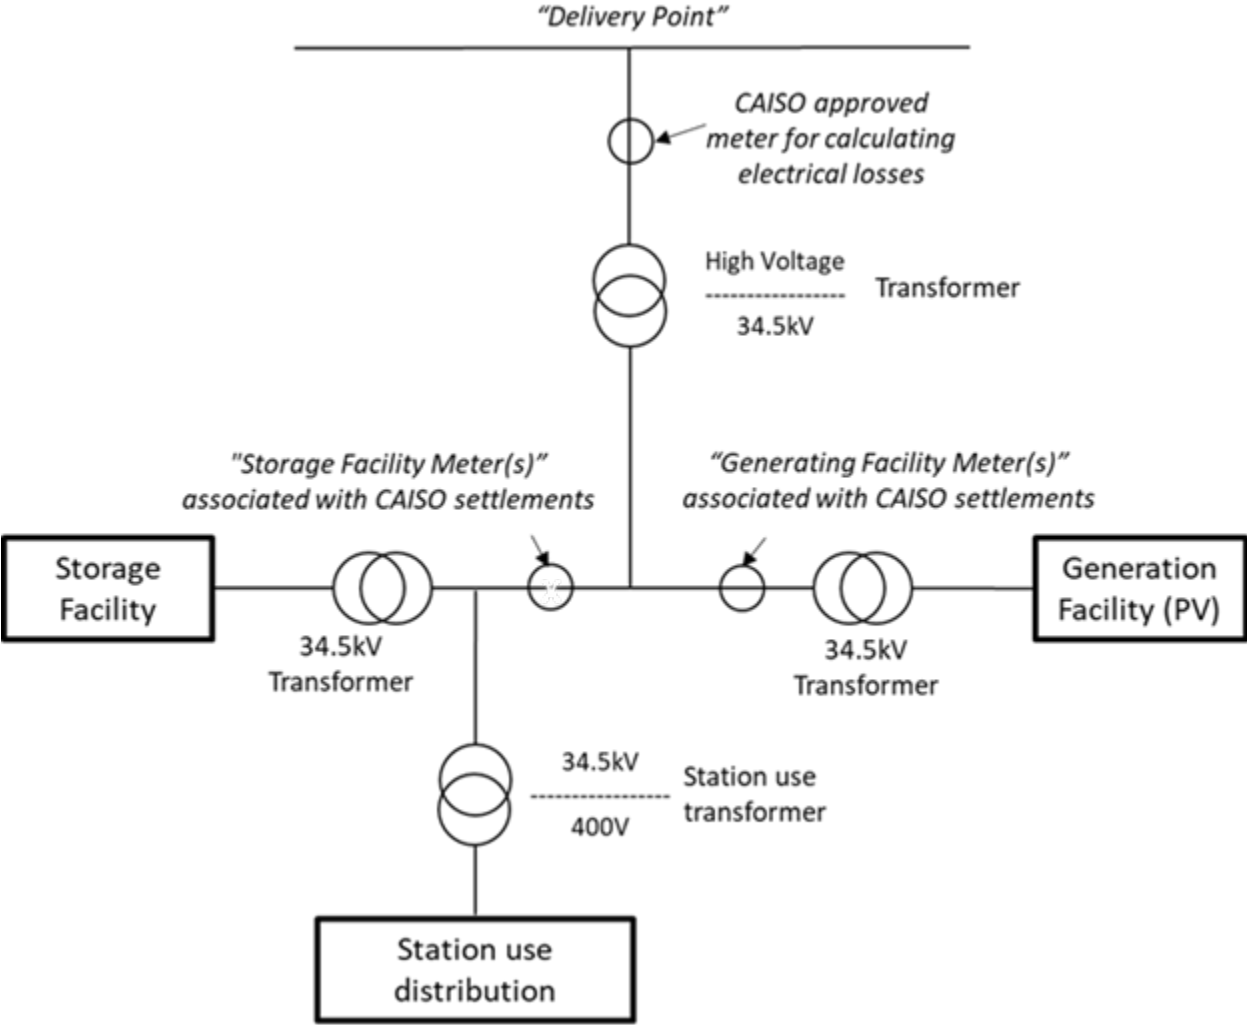 “Delivery Point”
CAISO approved
meter for calculating
electrical losses
High Voltage
-----------------
34.5kV
Transformer
"Storage Facility Meter(s)”
associated with CAISO settlements
“Generating Facility Meter(s)”
associated with CAISO settlements
Storage
Facility
34.5kV
Transformer
34.5kV
Transformer
Generation
Facility (PV)
34.5kV
-----------------
400V
Station use
transformer
Station use
distribution